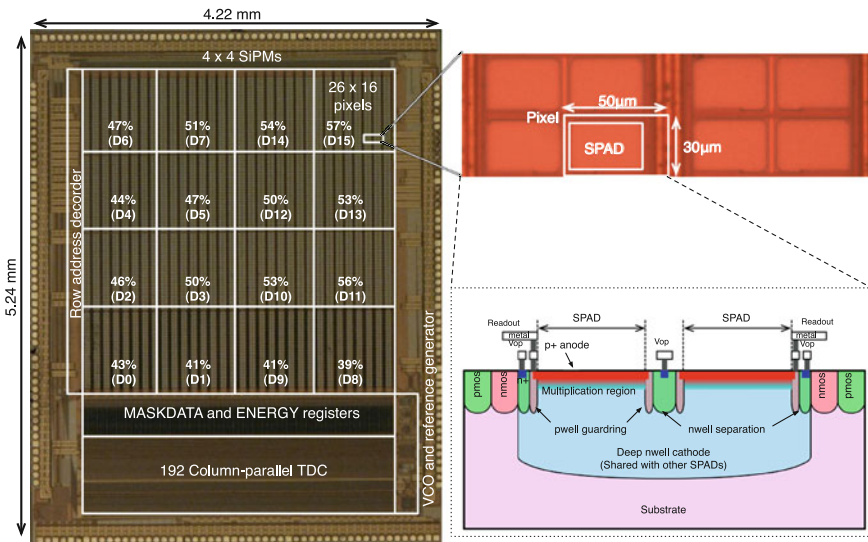 4.22 mm
5.24 mm
4 x 4 SiPMs
26 x 16
pixels
47%
(D6)
51%
(D7)
54%
(D14)
57%
(D15)
44%
(D4)
47%
(D5)
50%
(D12)
53%
(D13)
46%
(D2)
50%
(D3)
53%
(D10)
56%
(D11)
43%
(D0)
41%
(D1)
41%
(D9)
39%
(D8)
Row address decorder
MASKDATA and ENERGY registers
192 Column-parallel TDC
VCO and reference generator
50μm
Pixel
SPAD
30μm
SPAD
SPAD
Readout
metal
Vop
p+ anode
Vop
Readout
metal
Vop
pmos
nmos
n+
Multiplication region
nmos
pmos
pwell guardring
nwell separation
Deep nwell cathode
(Shared with other SPADs)
Substrate